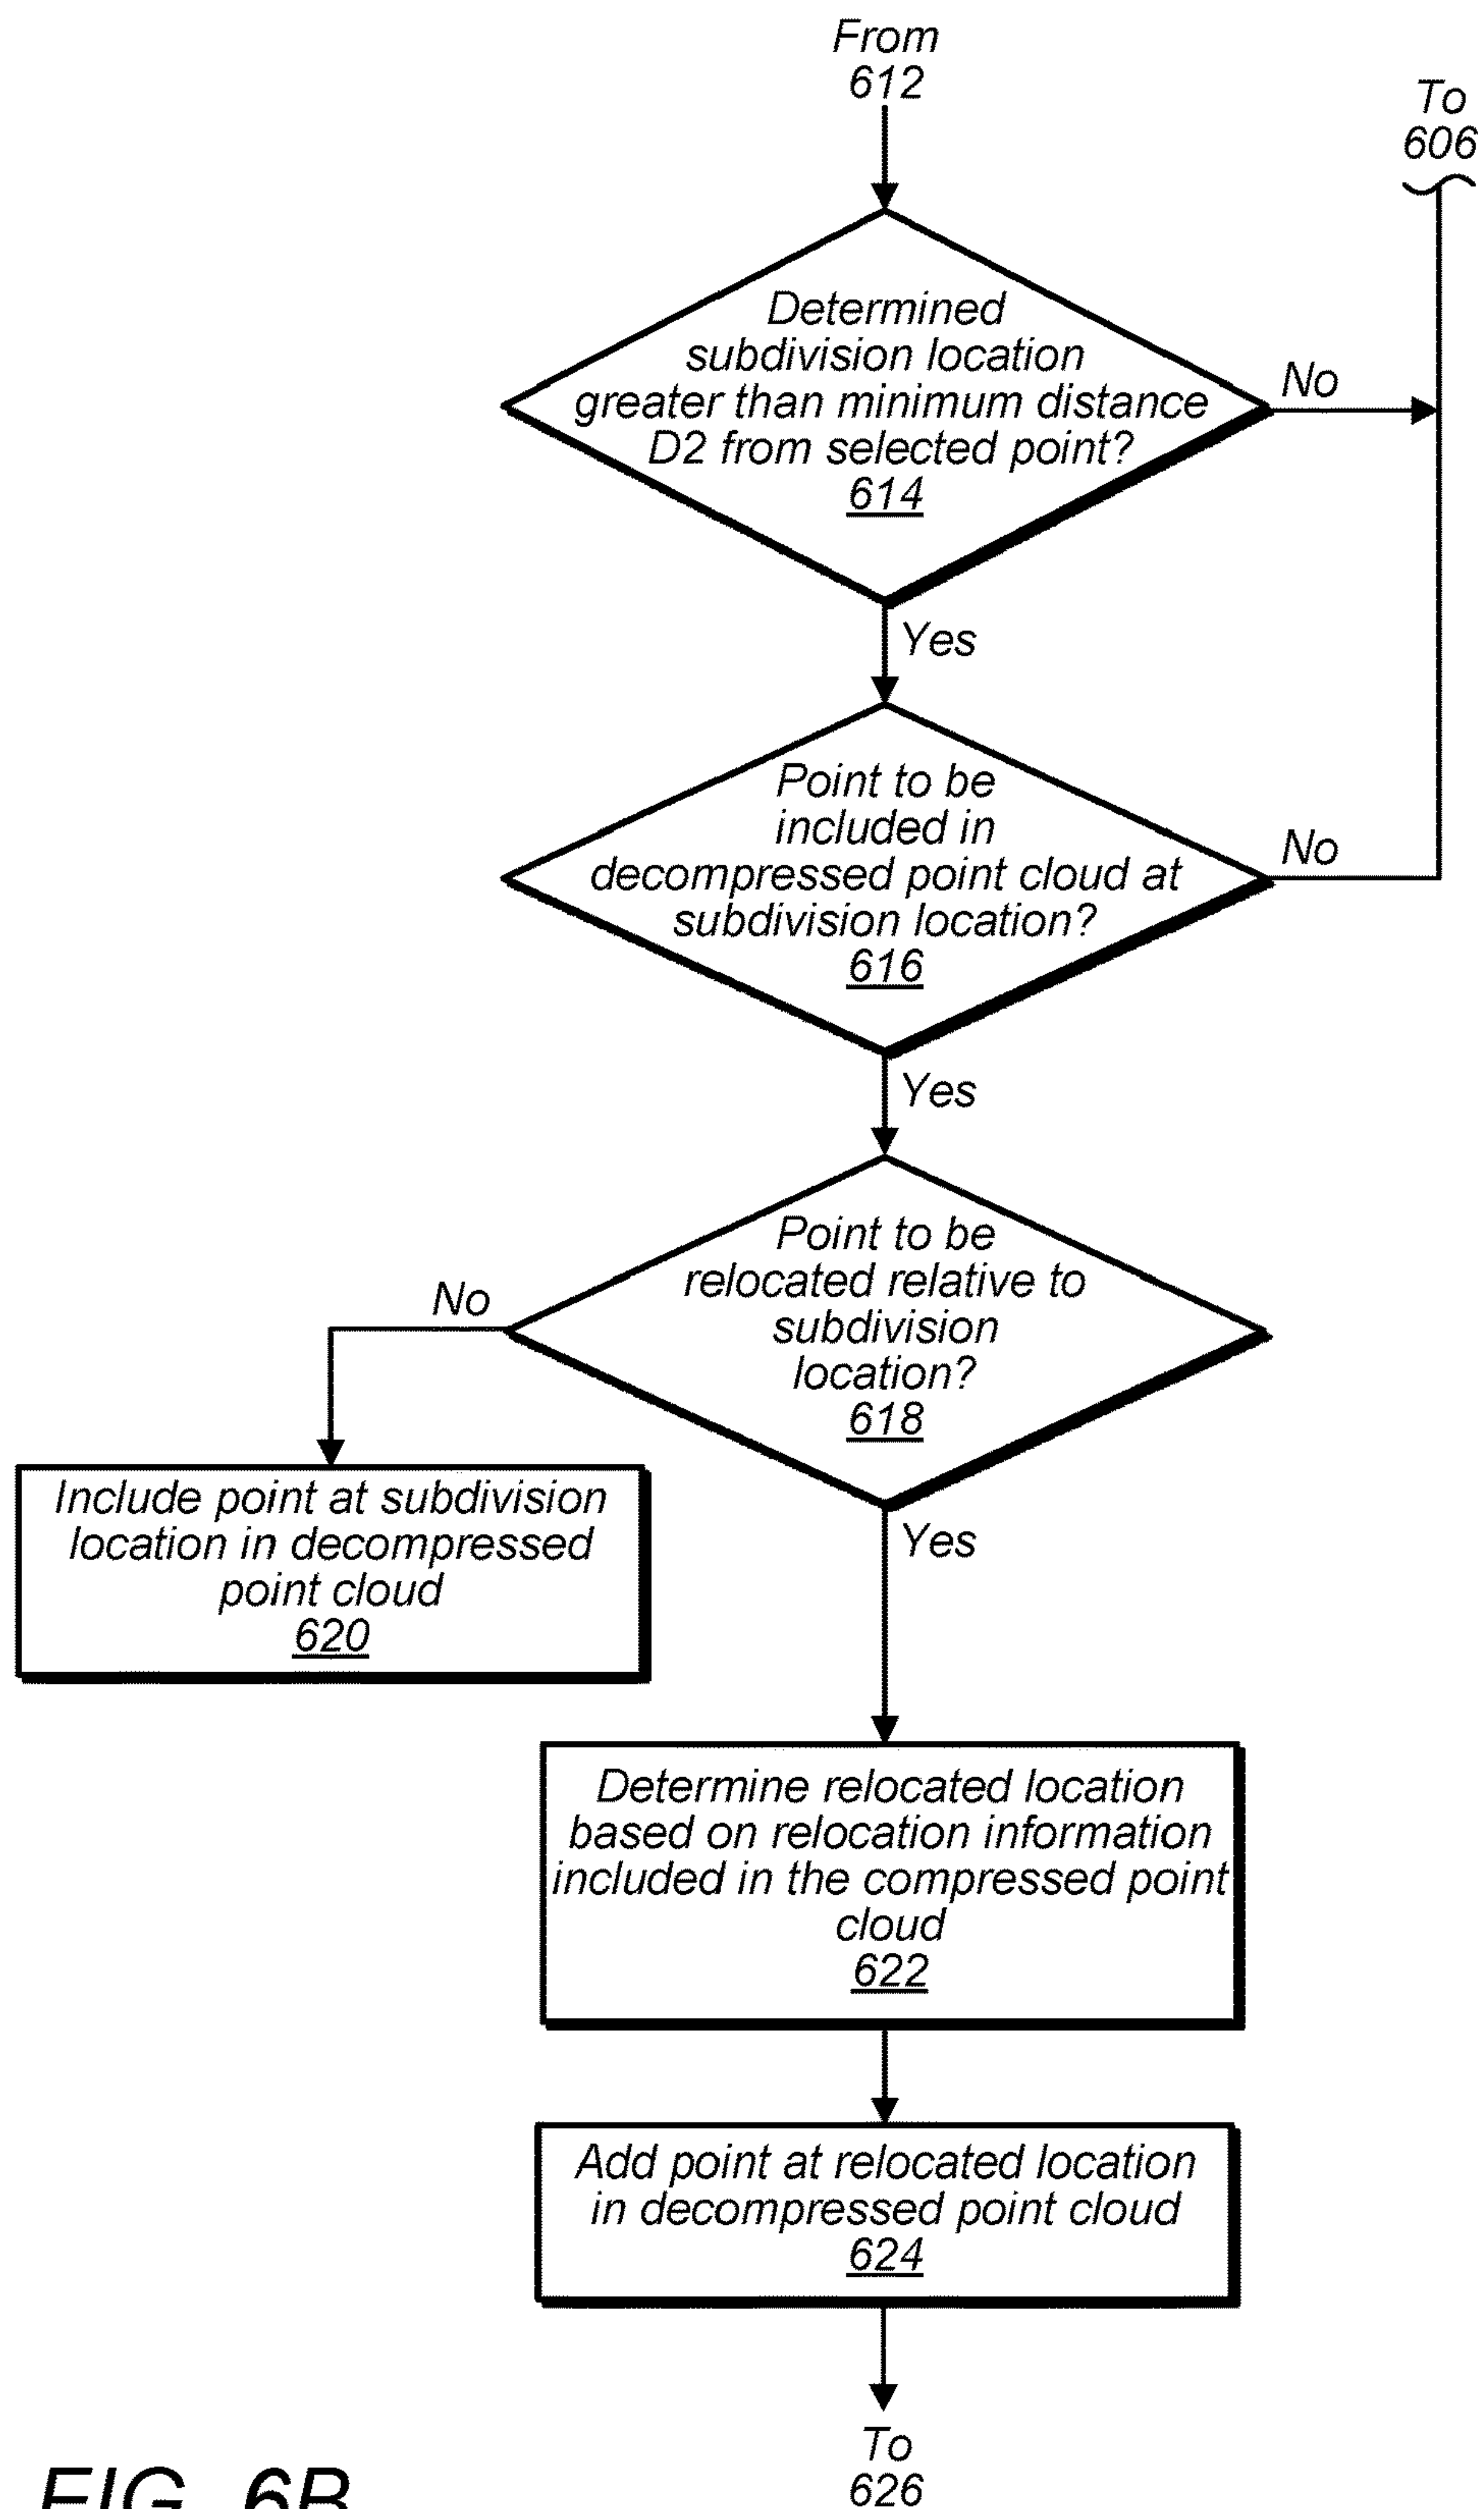 From
612
To
606
Determined
subdivision location
greater than minimum distance
D2 from selected point?
614
No
Yes
Point to be
included in
decompressed point cloud at
subdivision location?
616
No
Yes
Point to be
relocated relative to
subdivision
location?
618
No
Yes
Include point at subdivision
location in decompressed
point cloud
620
Determine relocated location
based on relocation information
included in the compressed point
cloud
622
Add point at relocated location
in decompressed point cloud
624
To
626
FIG. 6B